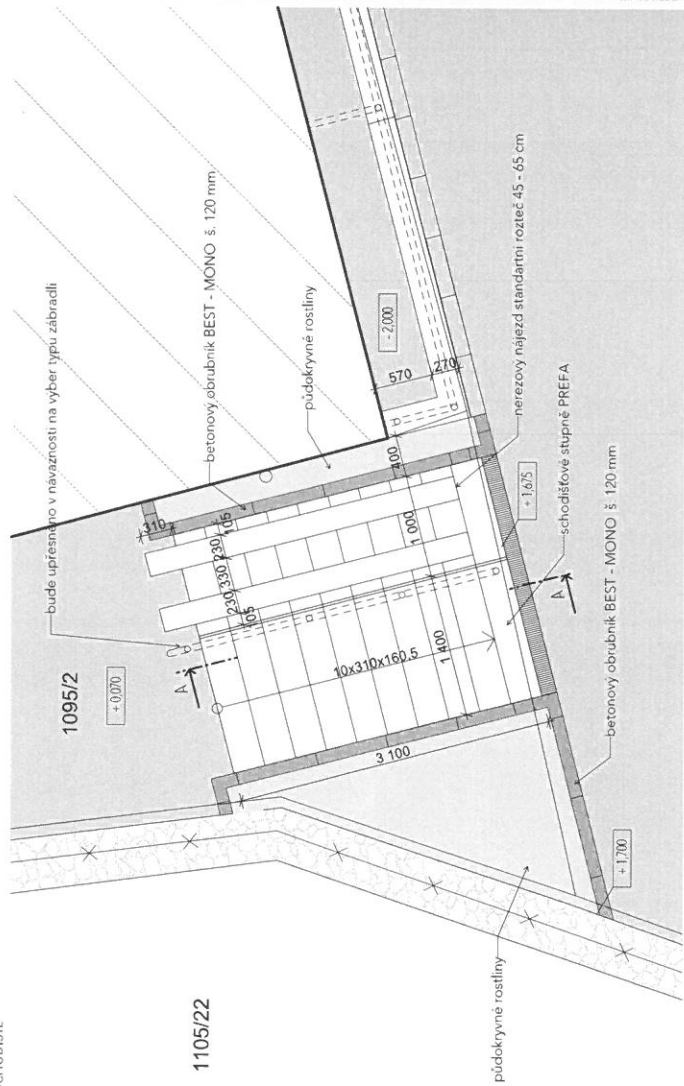 bude upřesněno v návaznosti na výber typu zábradlí
betonový obrubník BEST - MONO š. 120 mm
půdokryvné rostliny
1095/2
+ 0,070
- 2,000
570
270
nerezový nájezd standartní rozteč 45 - 65 cm
310
105
230
330
230
105
400
1 000
+ 1,675
schodišťové stupně PREFA
A
A
10x310x160.5
1 400
3 100
betonový obrubník BEST - MONO š. 120 mm
1105/22
+ 1,700
půdokryvné rostliny